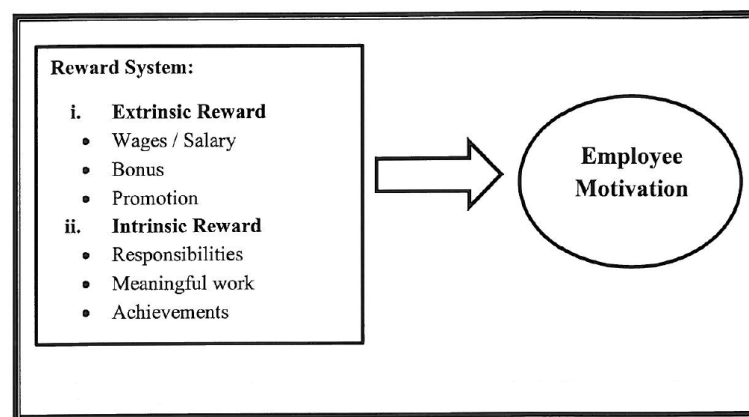 Reward System:
i. Extrinsic Reward
• Wages / Salary
• Bonus
• Promotion
ii. Intrinsic Reward
• Responsibilities
• Meaningful work
• Achievements
Employee
Motivation